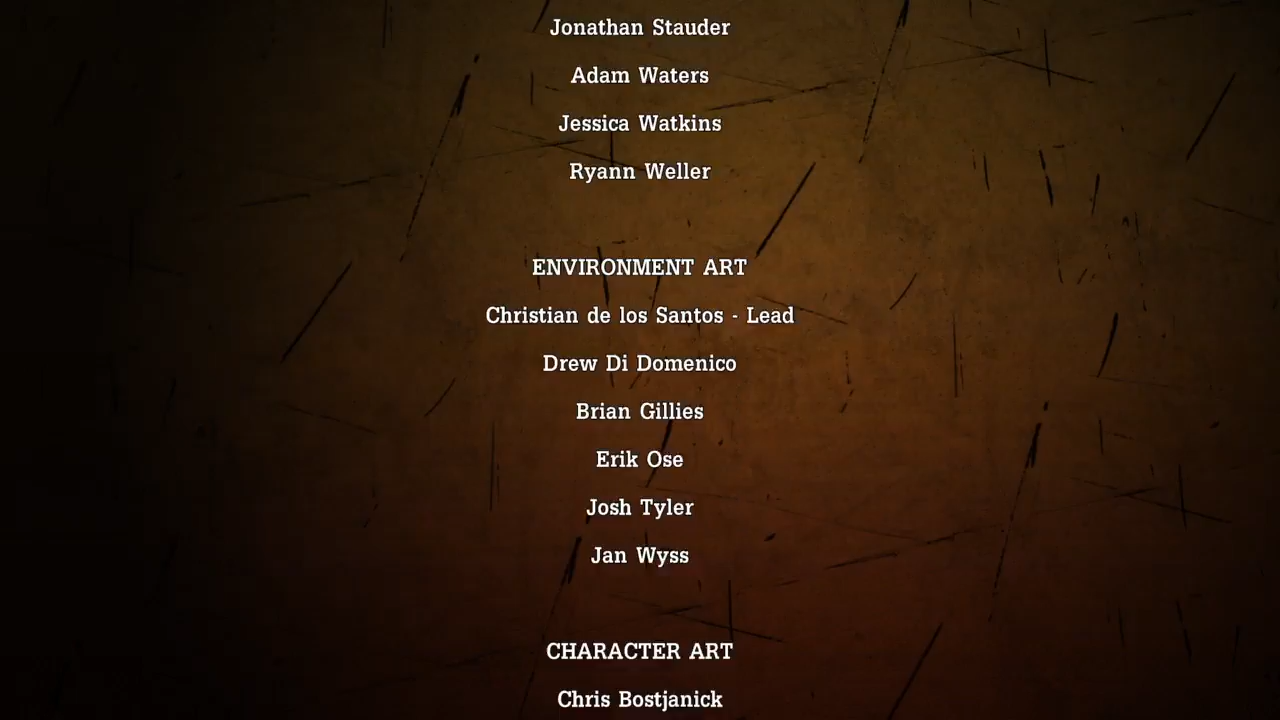 Jonathan Stauder
Adam Waters
Jessica Watkins
Ryann Weller
ENVIRONMENT ART
Christian de los Santos - Lead
Drew Di Domenico
Brian Gillies
Erik Ose
Josh Tyler
Jan Wyss
CHARACTER ART
Chris Bostjanick